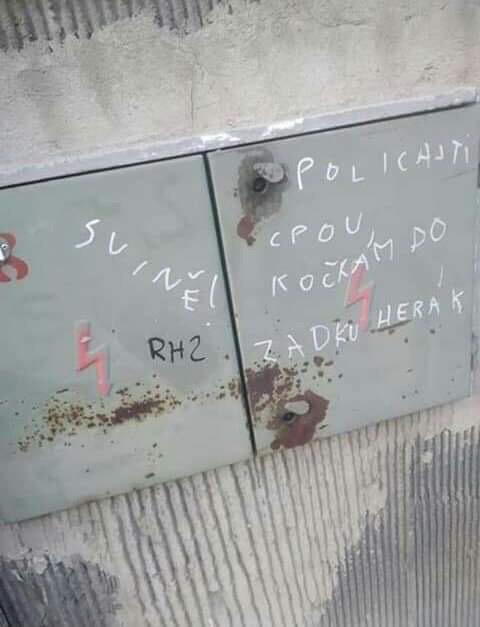 SVINĚ!
RH2
POLICAJTI
CPOU,
KOČKÁM DO
ZADKU HERÁK!